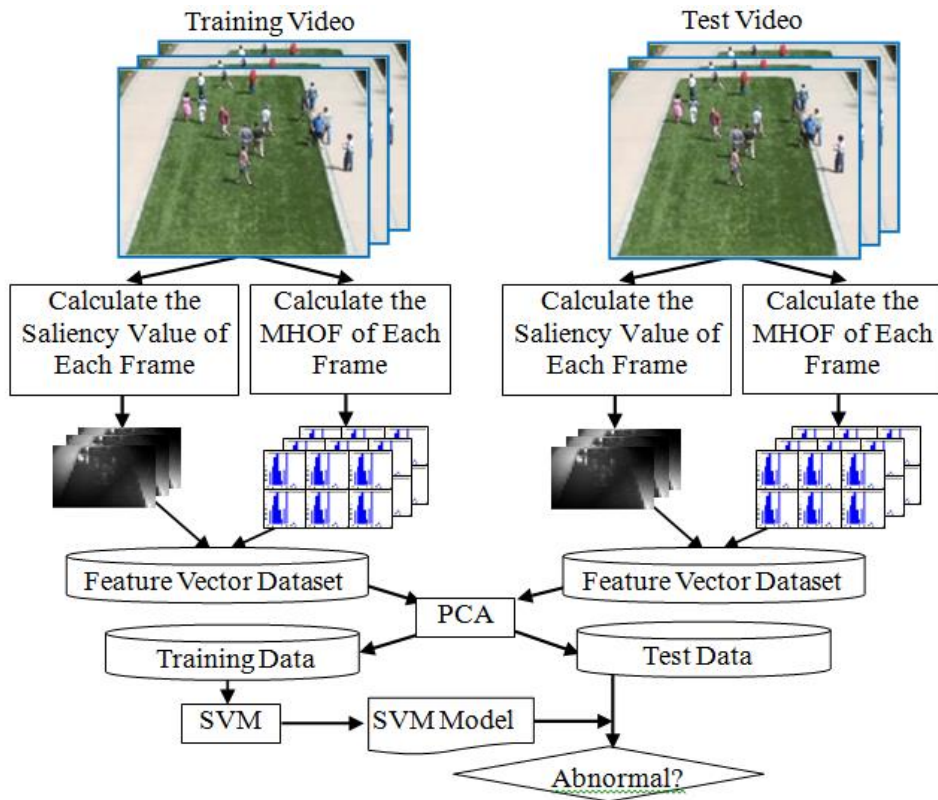 Training Video
Test Video
Calculate the
Saliency Value of
Each Frame
Calculate the
MHOF of Each
Frame
Calculate the
Saliency Value of
Each Frame
Calculate the
MHOF of Each
Frame
Feature Vector Dataset
Feature Vector Dataset
PCA
Training Data
Test Data
SVM
SVM Model
Abnormal?